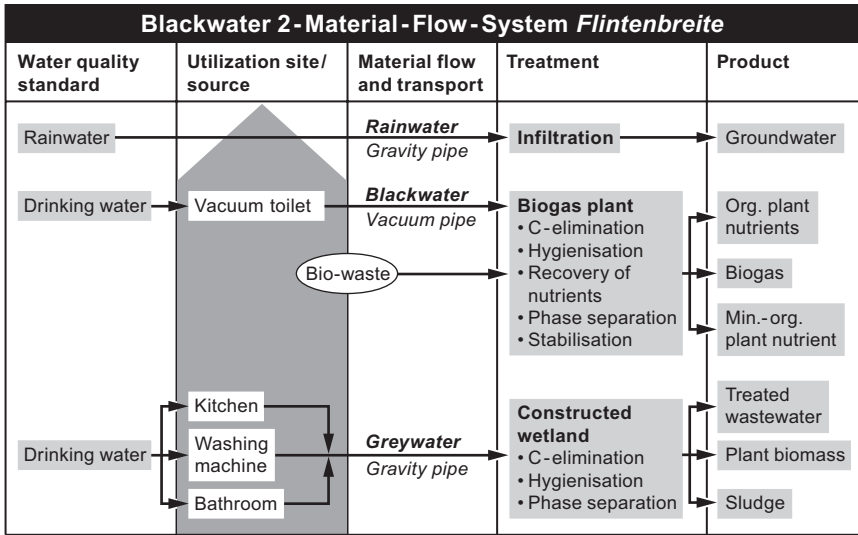 Blackwater 2-Material-Flow-System Flintenbreite
Water quality
standard
Utilization site/
source
Material flow
and transport
Treatment
Product
Rainwater
Rainwater
Gravity pipe
Infiltration
Groundwater
Drinking water
Vacuum toilet
Blackwater
Vacuum pipe
Bio-waste
Biogas plant
• C-elimination
• Hygienisation
• Recovery of
nutrients
• Phase separation
• Stabilisation
Org. plant
nutrients
Biogas
Min.-org.
plant nutrient
Drinking water
Kitchen
Washing
machine
Bathroom
Greywater
Gravity pipe
Constructed
wetland
• C-elimination
• Hygienisation
• Phase separation
Treated
wastewater
Plant biomass
Sludge